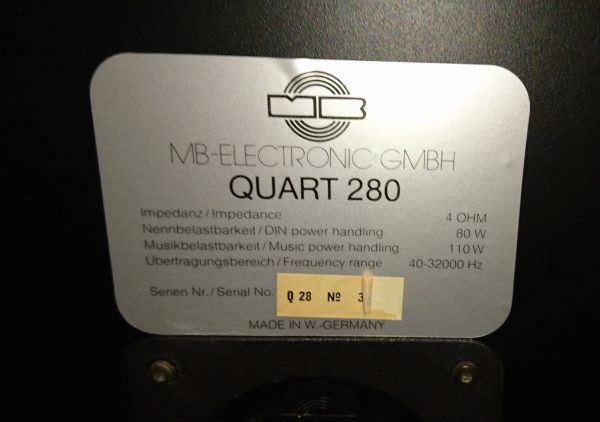 MB
MB-ELECTRONIC GMBH
QUART 280
Impedanz / Impedance 4 OHM
Nennbelastbarkeit / DIN power handling 80 W
Musikbelastbarkeit / Music power handling 110 W
Übertragungsbereich / Frequency range 40-32000 Hz
Serien Nr. / Serial No. Q 28 Nº 3
MADE IN W.-GERMANY